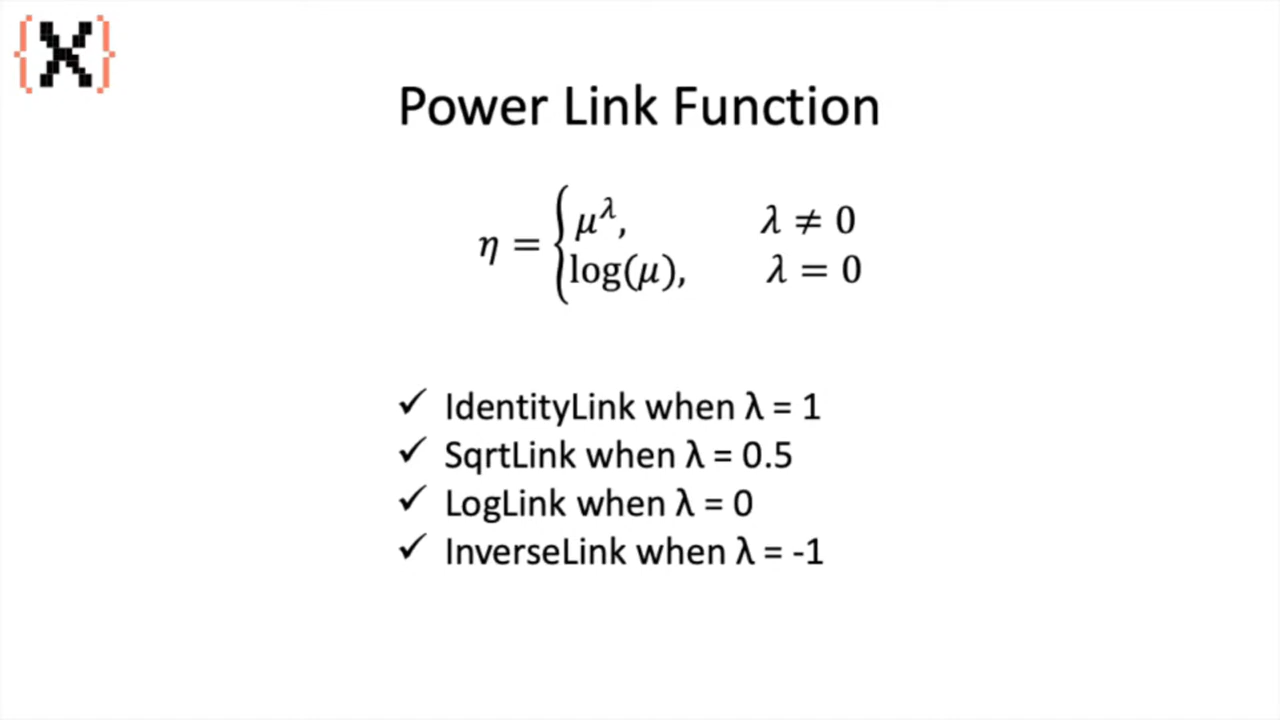 {X}
Power Link Function
η = { μ^λ, λ ≠ 0
log(μ), λ = 0
✓ IdentityLink when λ = 1
✓ SqrtLink when λ = 0.5
✓ LogLink when λ = 0
✓ InverseLink when λ = -1